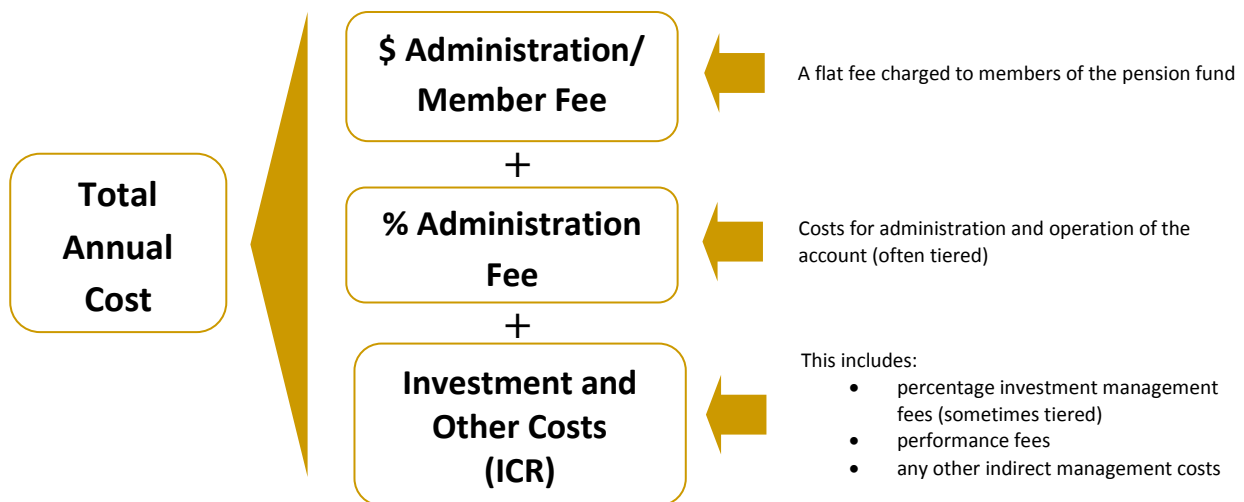 $ Administration/
Member Fee
A flat fee charged to members of the pension fund
+
Total
Annual
Cost
% Administration
Fee
Costs for administration and operation of the
account (often tiered)
+
Investment and
Other Costs
(ICR)
This includes:
• percentage investment management
fees (sometimes tiered)
• performance fees
• any other indirect management costs